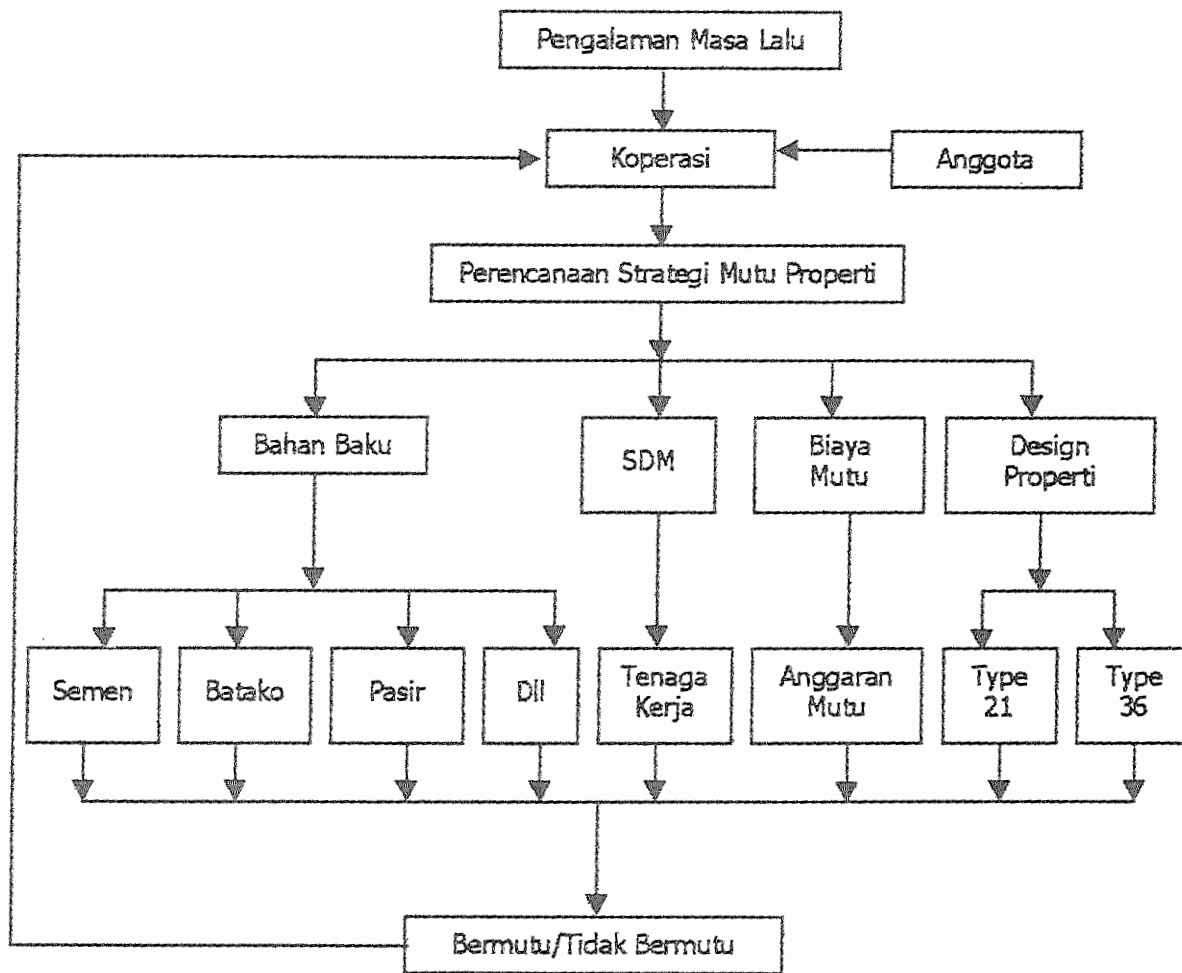 Pengalaman Masa Lalu
Koperasi
Anggota
Perencanaan Strategi Mutu Properti
Bahan Baku
SDM
Biaya
Mutu
Design
Properti
Semen
Batako
Pasir
Dll
Tenaga
Kerja
Anggaran
Mutu
Type
21
Type
36
Bermutu/Tidak Bermutu